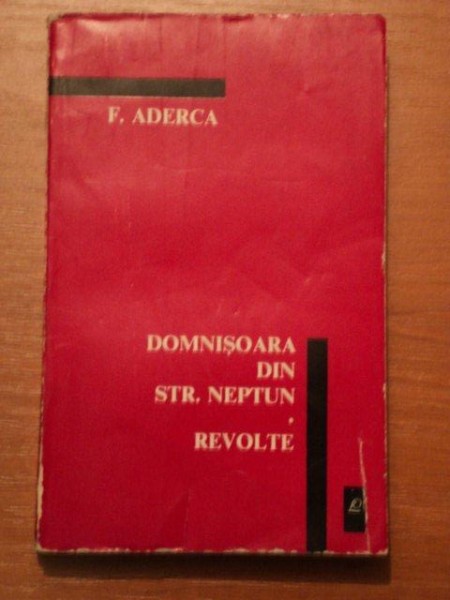 F. ADERCA
DOMNIȘOARA
DIN
STR. NEPTUN
•
REVOLTE